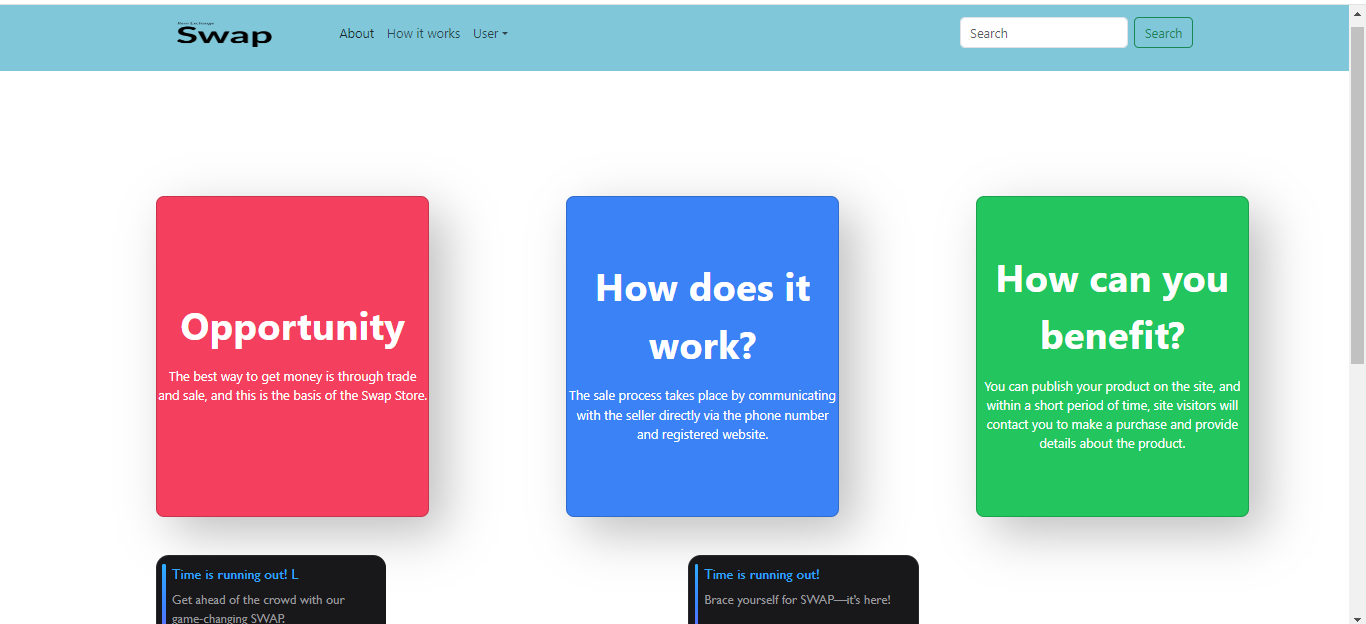 Swap
About How it works User
Search Search
Opportunity
The best way to get money is through trade
and sale, and this is the basis of the Swap Store.
How does it
work?
The sale process takes place by communicating
with the seller directly via the phone number
and registered website.
How can you
benefit?
You can publish your product on the site, and
within a short period of time, site visitors will
contact you to make a purchase and provide
details about the product.
Time is running out! L
Get ahead of the crowd with our
game-changing SWAP.
Time is running out!
Brace yourself for SWAP—it's here!